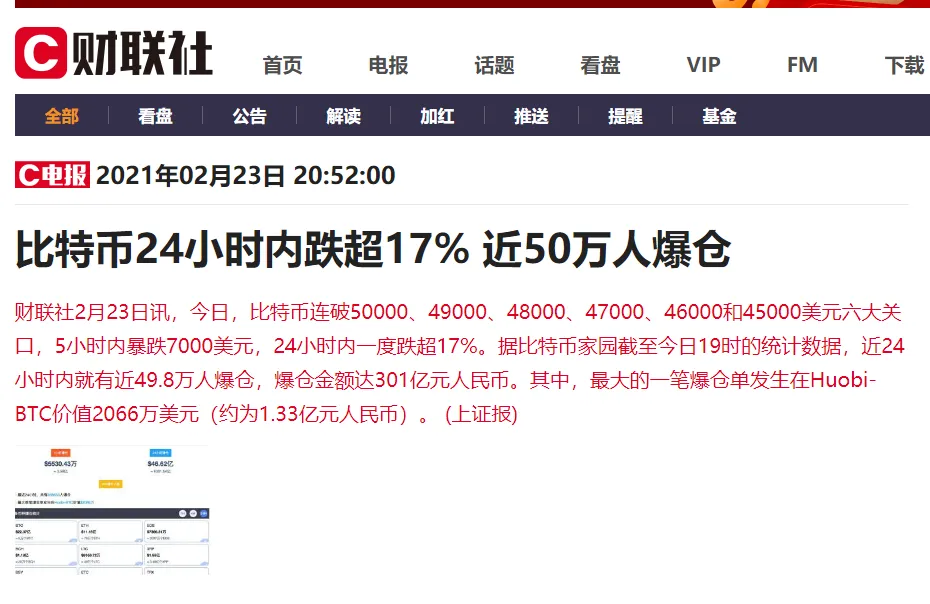 C 财联社
首页 电报 话题 看盘 VIP FM 下载
全部 看盘 公告 解读 加红 推送 提醒 基金
C电报 2021年02月23日 20:52:00
比特币24小时内跌超17% 近50万人爆仓
财联社2月23日讯，今日，比特币连破50000、49000、48000、47000、46000和45000美元六大关
口，5小时内暴跌7000美元，24小时内一度跌超17%。据比特币家园截至今日19时的统计数据，近24
小时内就有近49.8万人爆仓，爆仓金额达301亿元人民币。其中，最大的一笔爆仓单发生在Huobi-
BTC价值2066万美元（约为1.33亿元人民币）。 (上证报)
$5530.43万 $46.62亿